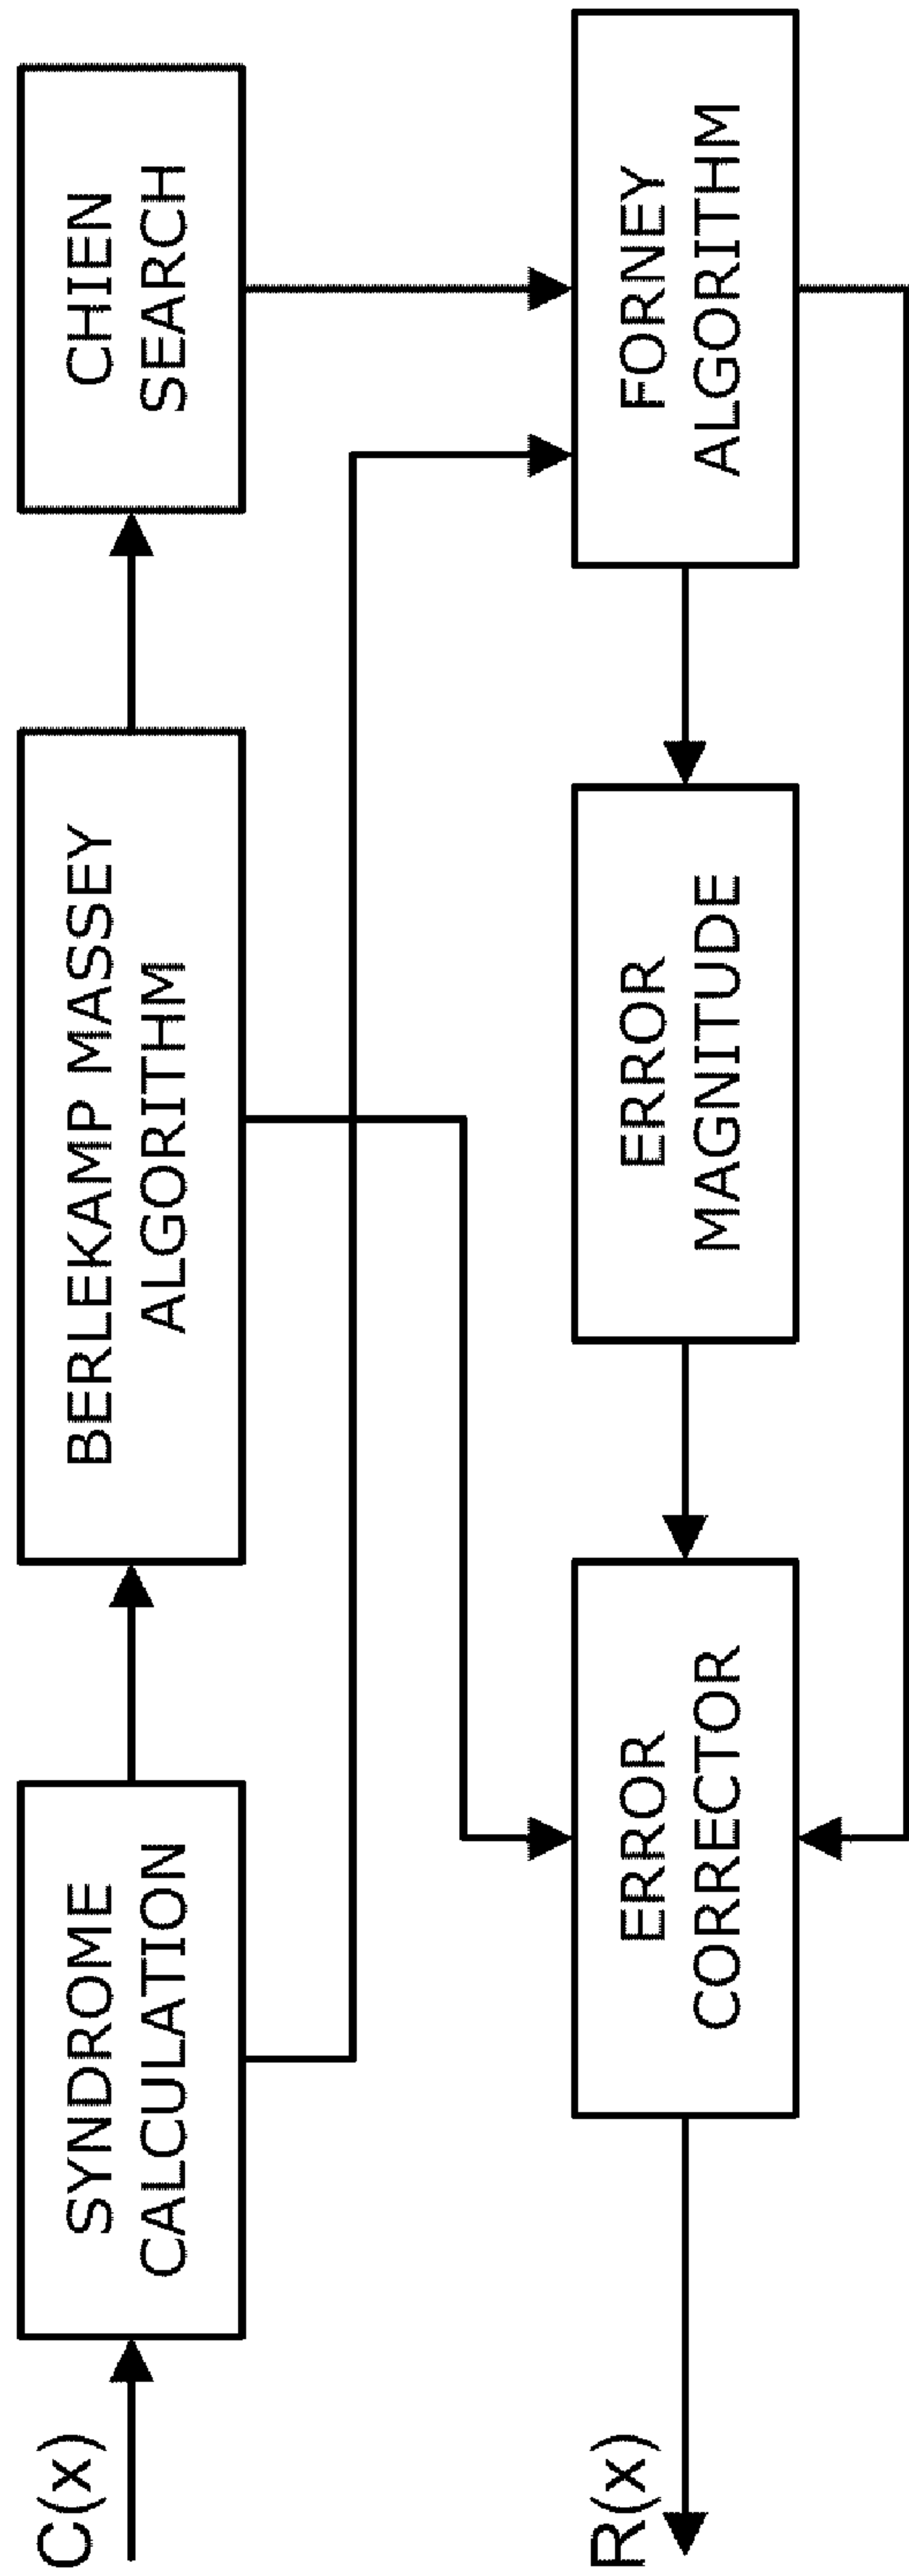 C(x)
SYNDROME
CALCULATION
BERLEKAMP MASSEY
ALGORITHM
CHIEN
SEARCH
R(x)
ERROR
CORRECTOR
ERROR
MAGNITUDE
FORNEY
ALGORITHM